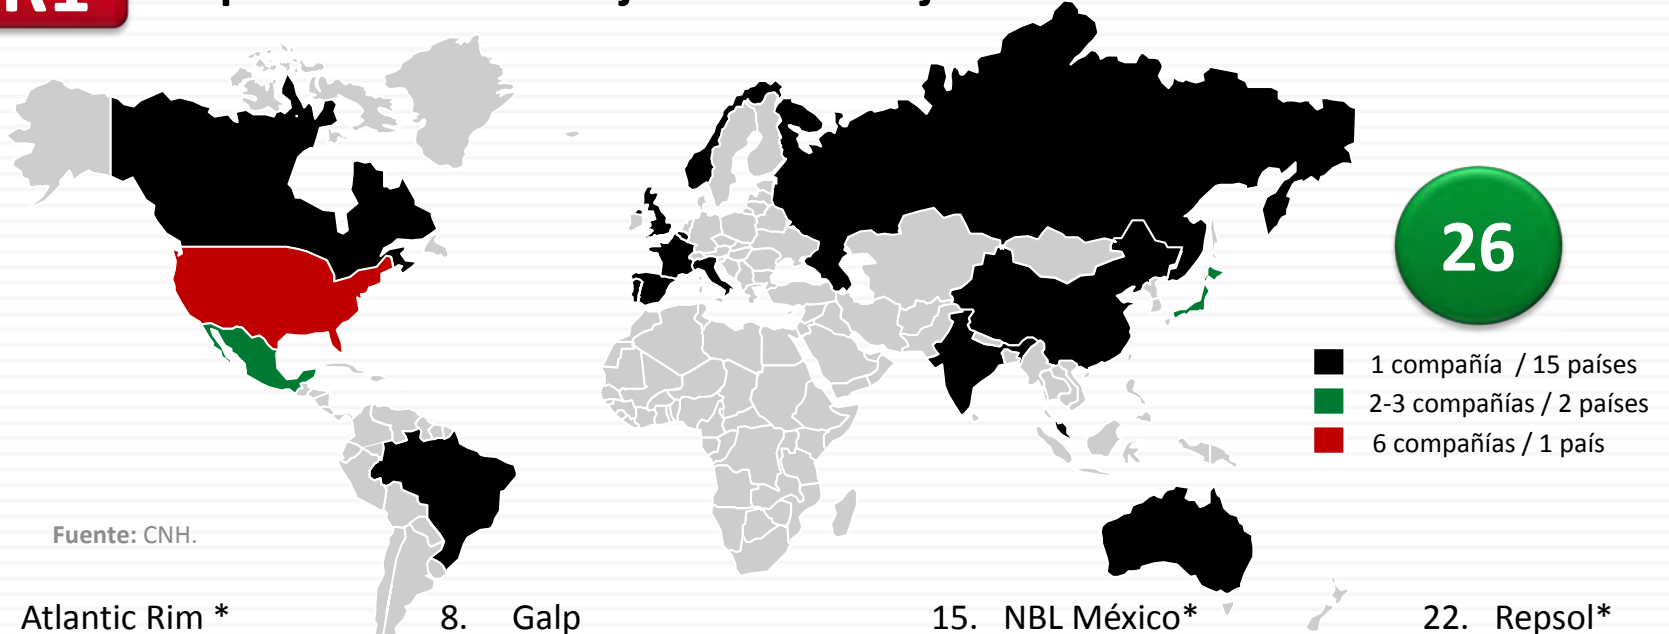 26
1 compañía / 15 países
2-3 compañías / 2 países
6 compañías / 1 país
Fuente: CNH.
Atlantic Rim * 8. Galp 15. NBL México* 22. Repsol*